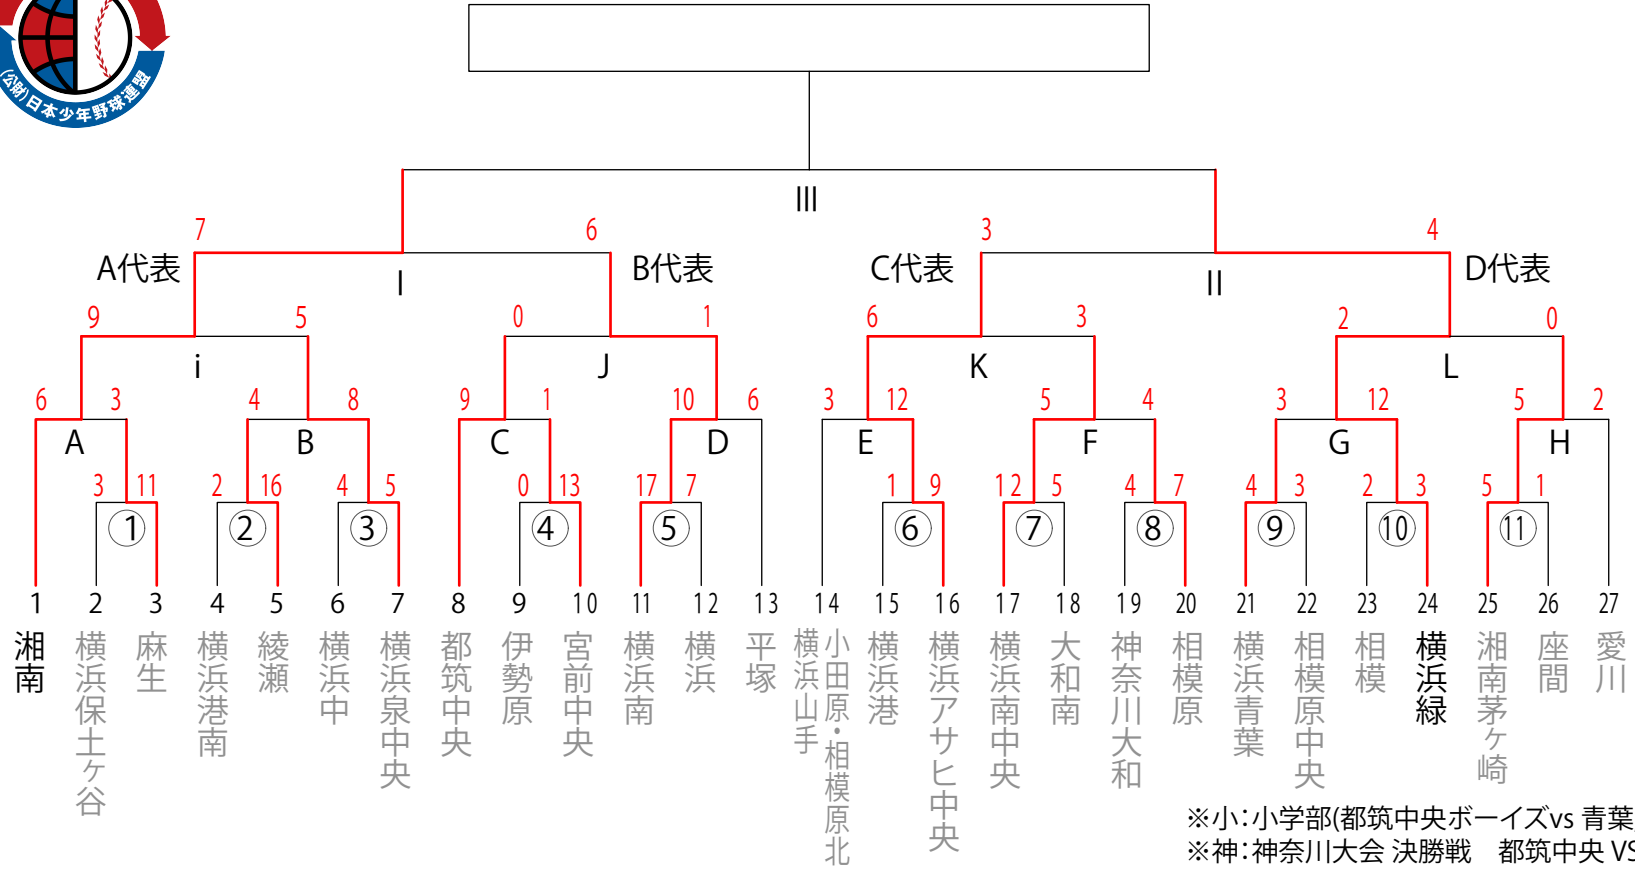 (公財)日本少年野球連盟
III
7 6 3 4
A代表 I B代表 C代表 II D代表
9 5 0 1 6 3 2 0
i J K L
6 3 4 8 9 1 10 6 3 12 5 4 3 12 5 2
A B C D E F G H
3 11 2 16 4 5 0 13 17 7 1 9 12 5 4 7 4 3 2 3 5 1
① ② ③ ④ ⑤ ⑥ ⑦ ⑧ ⑨ ⑩ ⑪
1 2 3 4 5 6 7 8 9 10 11 12 13 14 15 16 17 18 19 20 21 22 23 24 25 26 27
湘南
横浜保土ヶ谷
麻生
横浜港南
綾瀬
横浜中
横浜泉中央
都筑中央
伊勢原
宮前中央
横浜南
横浜
平塚
小田原・相模原北
横浜山手
横浜港
横浜アサヒ中央
横浜南中央
大和南
神奈川大和
相模原
横浜青葉
相模原中央
相模
横浜緑
湘南茅ヶ崎
座間
愛川
※小:小学部(都筑中央ボーイズvs 青葉
※神:神奈川大会 決勝戦　都筑中央 VS